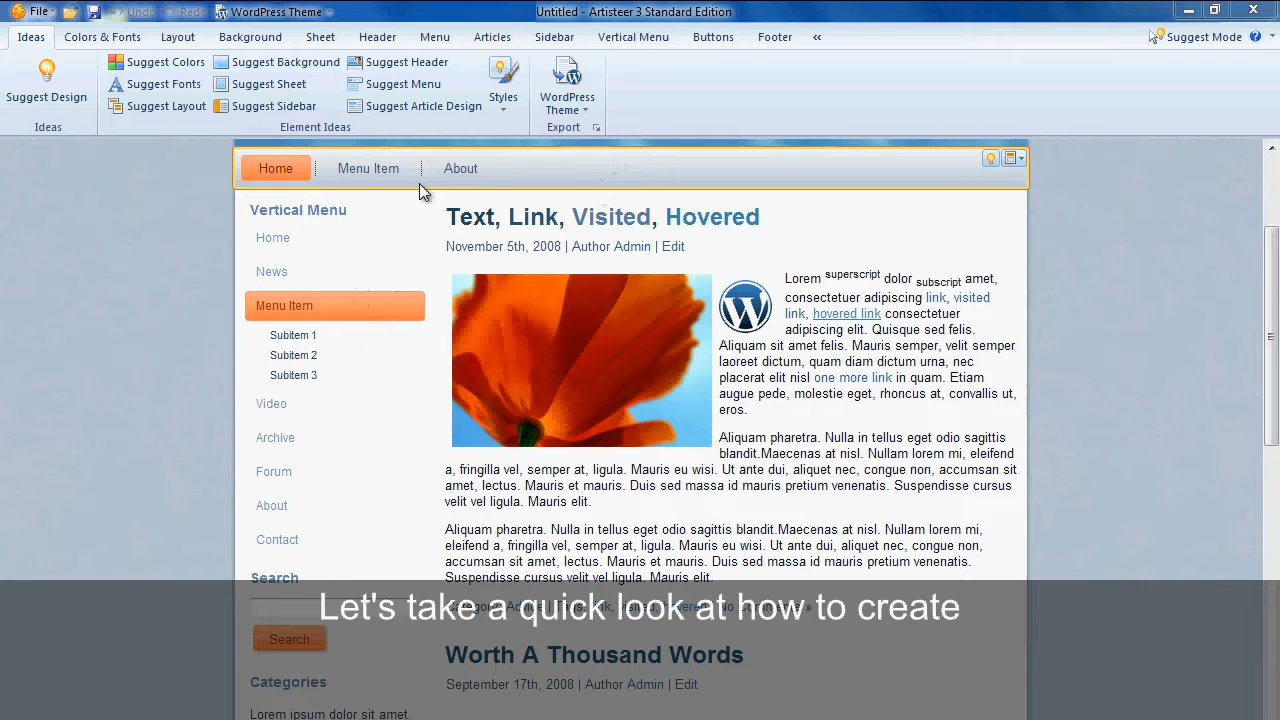 File Undo Redo WordPress Theme Untitled - Artisteer 3 Standard Edition
Ideas Colors & Fonts Layout Background Sheet Header Menu Articles Sidebar Vertical Menu Buttons Footer « Suggest Mode
Suggest Colors Suggest Background Suggest Header
Suggest Fonts Suggest Sheet Suggest Menu
Suggest Design Suggest Layout Suggest Sidebar Suggest Article Design Styles WordPress Theme
Ideas Element Ideas Export
Home Menu Item About
Vertical Menu
Home
News
Menu Item
Subitem 1
Subitem 2
Subitem 3
Video
Archive
Forum
About
Contact
Search
Search
Categories
Lorem ipsum dolor sit amet,
Text, Link, Visited, Hovered
November 5th, 2008 | Author Admin | Edit
Lorem superscript dolor subscript amet,
consectetuer adipiscing link, visited
link, hovered link consectetuer
adipiscing elit. Quisque sed felis.
Aliquam sit amet felis. Mauris semper, velit semper
laoreet dictum, quam diam dictum urna, nec
placerat elit nisl one more link in quam. Etiam
augue pede, molestie eget, rhoncus at, convallis ut,
eros.
Aliquam pharetra. Nulla in tellus eget odio sagittis
blandit.Maecenas at nisl. Nullam lorem mi, eleifend
a, fringilla vel, semper at, ligula. Mauris eu wisi. Ut ante dui, aliquet nec, congue non, accumsan sit
amet, lectus. Mauris et mauris. Duis sed massa id mauris pretium venenatis. Suspendisse cursus
velit vel ligula. Mauris elit.
Aliquam pharetra. Nulla in tellus eget odio sagittis blandit.Maecenas at nisl. Nullam lorem mi,
eleifend a, fringilla vel, semper at, ligula. Mauris eu wisi. Ut ante dui, aliquet nec, congue non,
accumsan sit amet, lectus. Mauris et mauris. Duis sed massa id mauris pretium venenatis.
Suspendisse cursus velit vel ligula. Mauris elit.
Let's take a quick look at how to create
Worth A Thousand Words
September 17th, 2008 | Author Admin | Edit